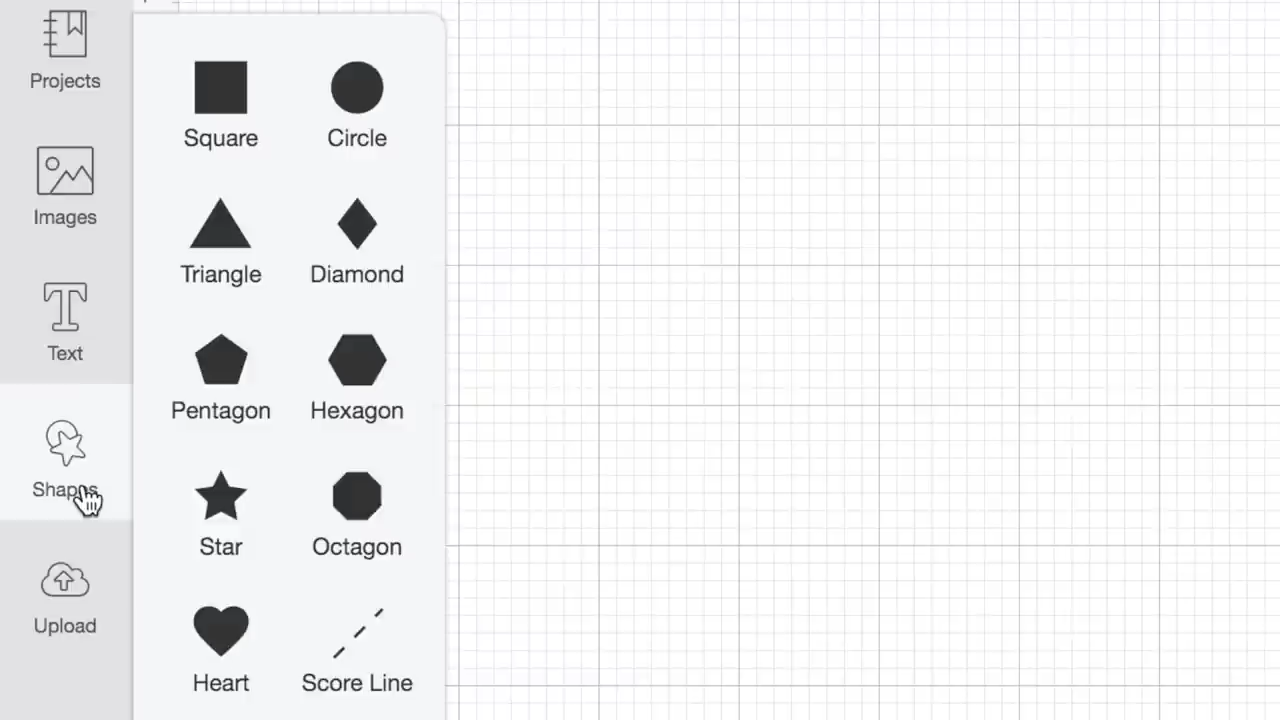 Projects
Images
Text
Shapes
Upload
Square
Circle
Triangle
Diamond
Pentagon
Hexagon
Star
Octagon
Heart
Score Line